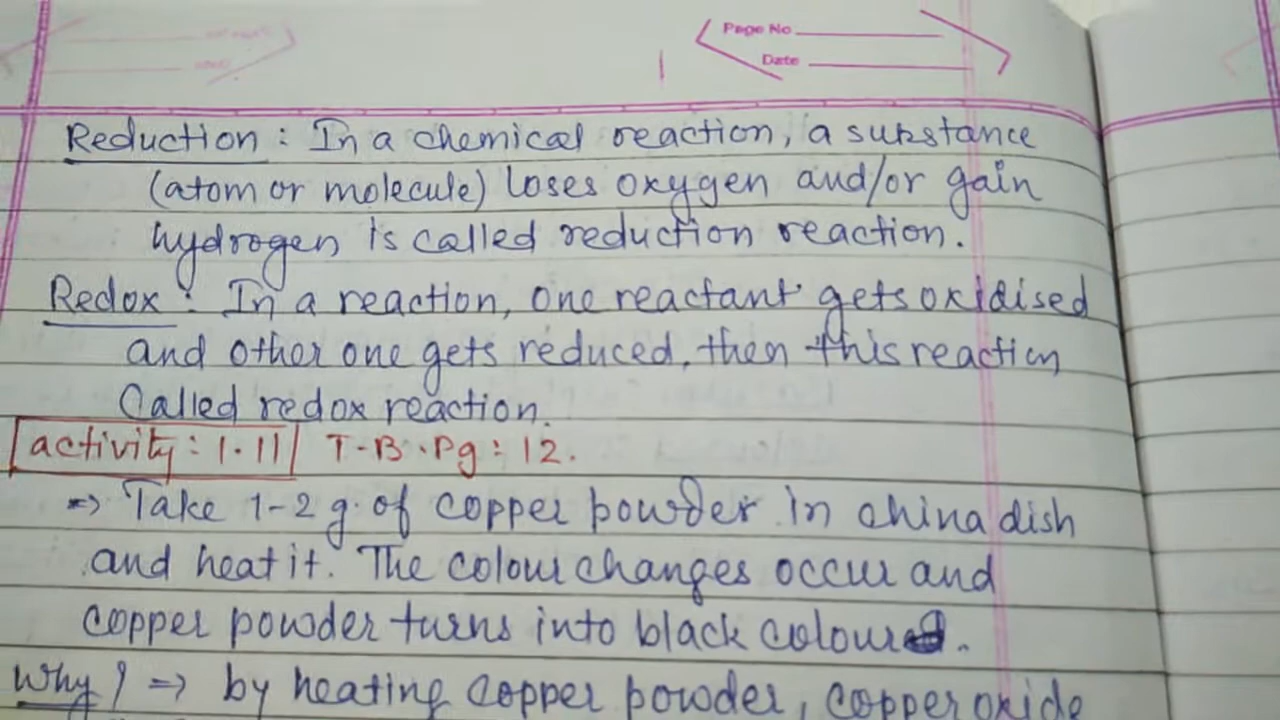 Page No
Date
Reduction : In a chemical reaction, a substance
(atom or molecule) loses oxygen and/or gain
hydrogen is called reduction reaction.
Redox : In a reaction, one reactant gets oxidised
and other one gets reduced, then this reaction
Called redox reaction.
activity : 1.11 T-B.Pg : 12.
=> Take 1-2 g. of copper powder in china dish
and heat it. The colour changes occur and
copper powder turns into black colour.
Why? => by heating copper powder, copper oxide